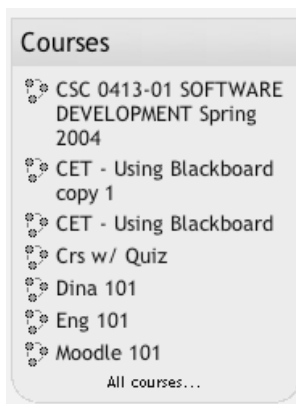 Courses
CSC 0413-01 SOFTWARE
DEVELOPMENT Spring
2004
CET - Using Blackboard
copy 1
CET - Using Blackboard
Crs w/ Quiz
Dina 101
Eng 101
Moodle 101
All courses...